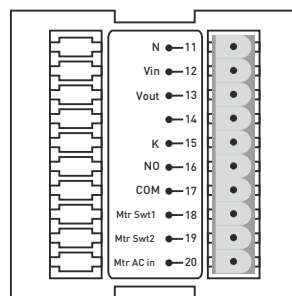 N 11
Vin 12
Vout 13
14
K 15
NO 16
COM 17
Mtr Swt1 18
Mtr Swt2 19
Mtr AC in 20